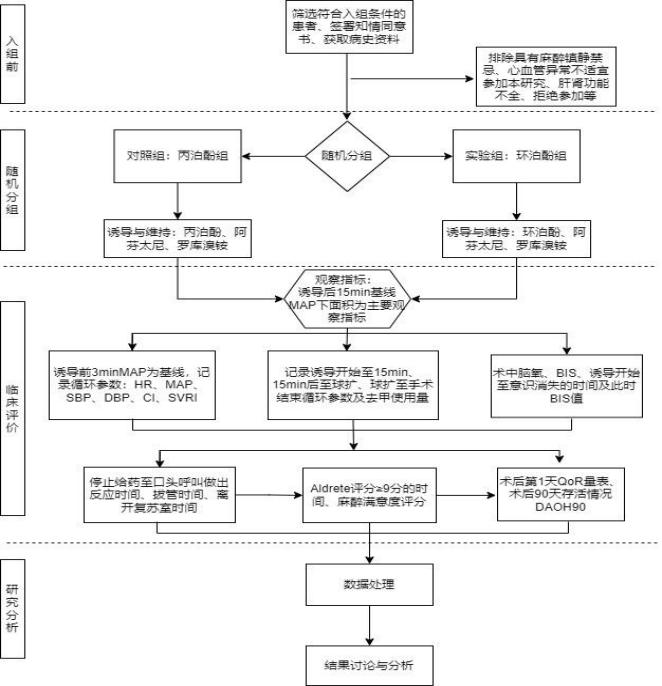 入组前
筛选符合入组条件的
患者、签署知情同意
书、获取病史资料
排除具有麻醉镇静禁
忌、心血管异常不适宜
参加本研究、肝肾功能
不全、拒绝参加等
随机分组
对照组：丙泊酚组
随机分组
实验组：环泊酚组
诱导与维持：丙泊酚、阿
芬太尼、罗库溴铵
诱导与维持：环泊酚、阿
芬太尼、罗库溴铵
临床评价
观察指标：
诱导后15min基线
MAP下面积为主要观
察指标
诱导前3minMAP为基线，记
录循环参数：HR、MAP、
SBP、DBP、CI、SVRI
记录诱导开始至15min、
15min后至球扩、球扩至手术
结束循环参数及去甲使用量
术中脑氧、BIS、诱导开始
至意识消失的时间及此时
BIS值
停止给药至口头呼叫做出
反应时间、拔管时间、离
开复苏室时间
Aldrete评分≥9分的时
间、麻醉满意度评分
术后第1天QoR量表、
术后90天存活情况
DAOH90
研究分析
数据处理
结果讨论与分析